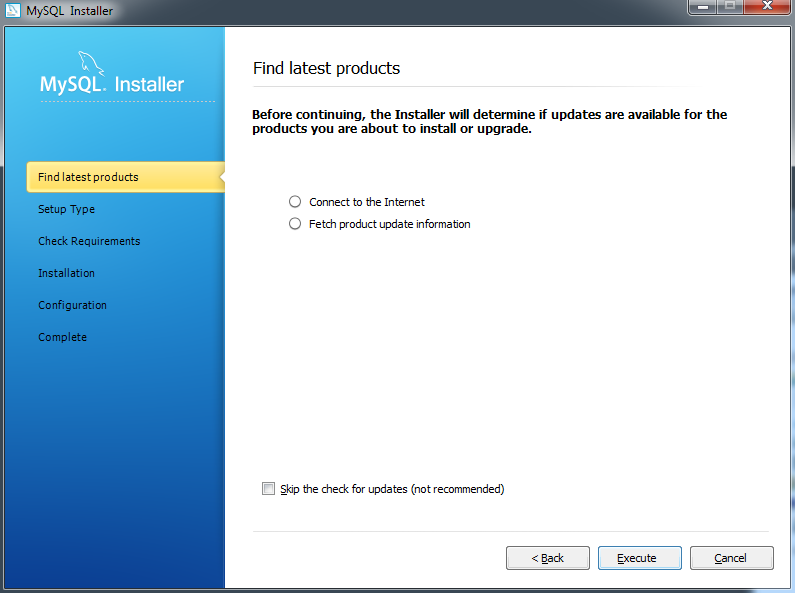 MySQL Installer
MySQL. Installer
Find latest products
Setup Type
Check Requirements
Installation
Configuration
Complete
Find latest products
Before continuing, the Installer will determine if updates are available for the
products you are about to install or upgrade.
Connect to the Internet
Fetch product update information
Skip the check for updates (not recommended)
< Back
Execute
Cancel